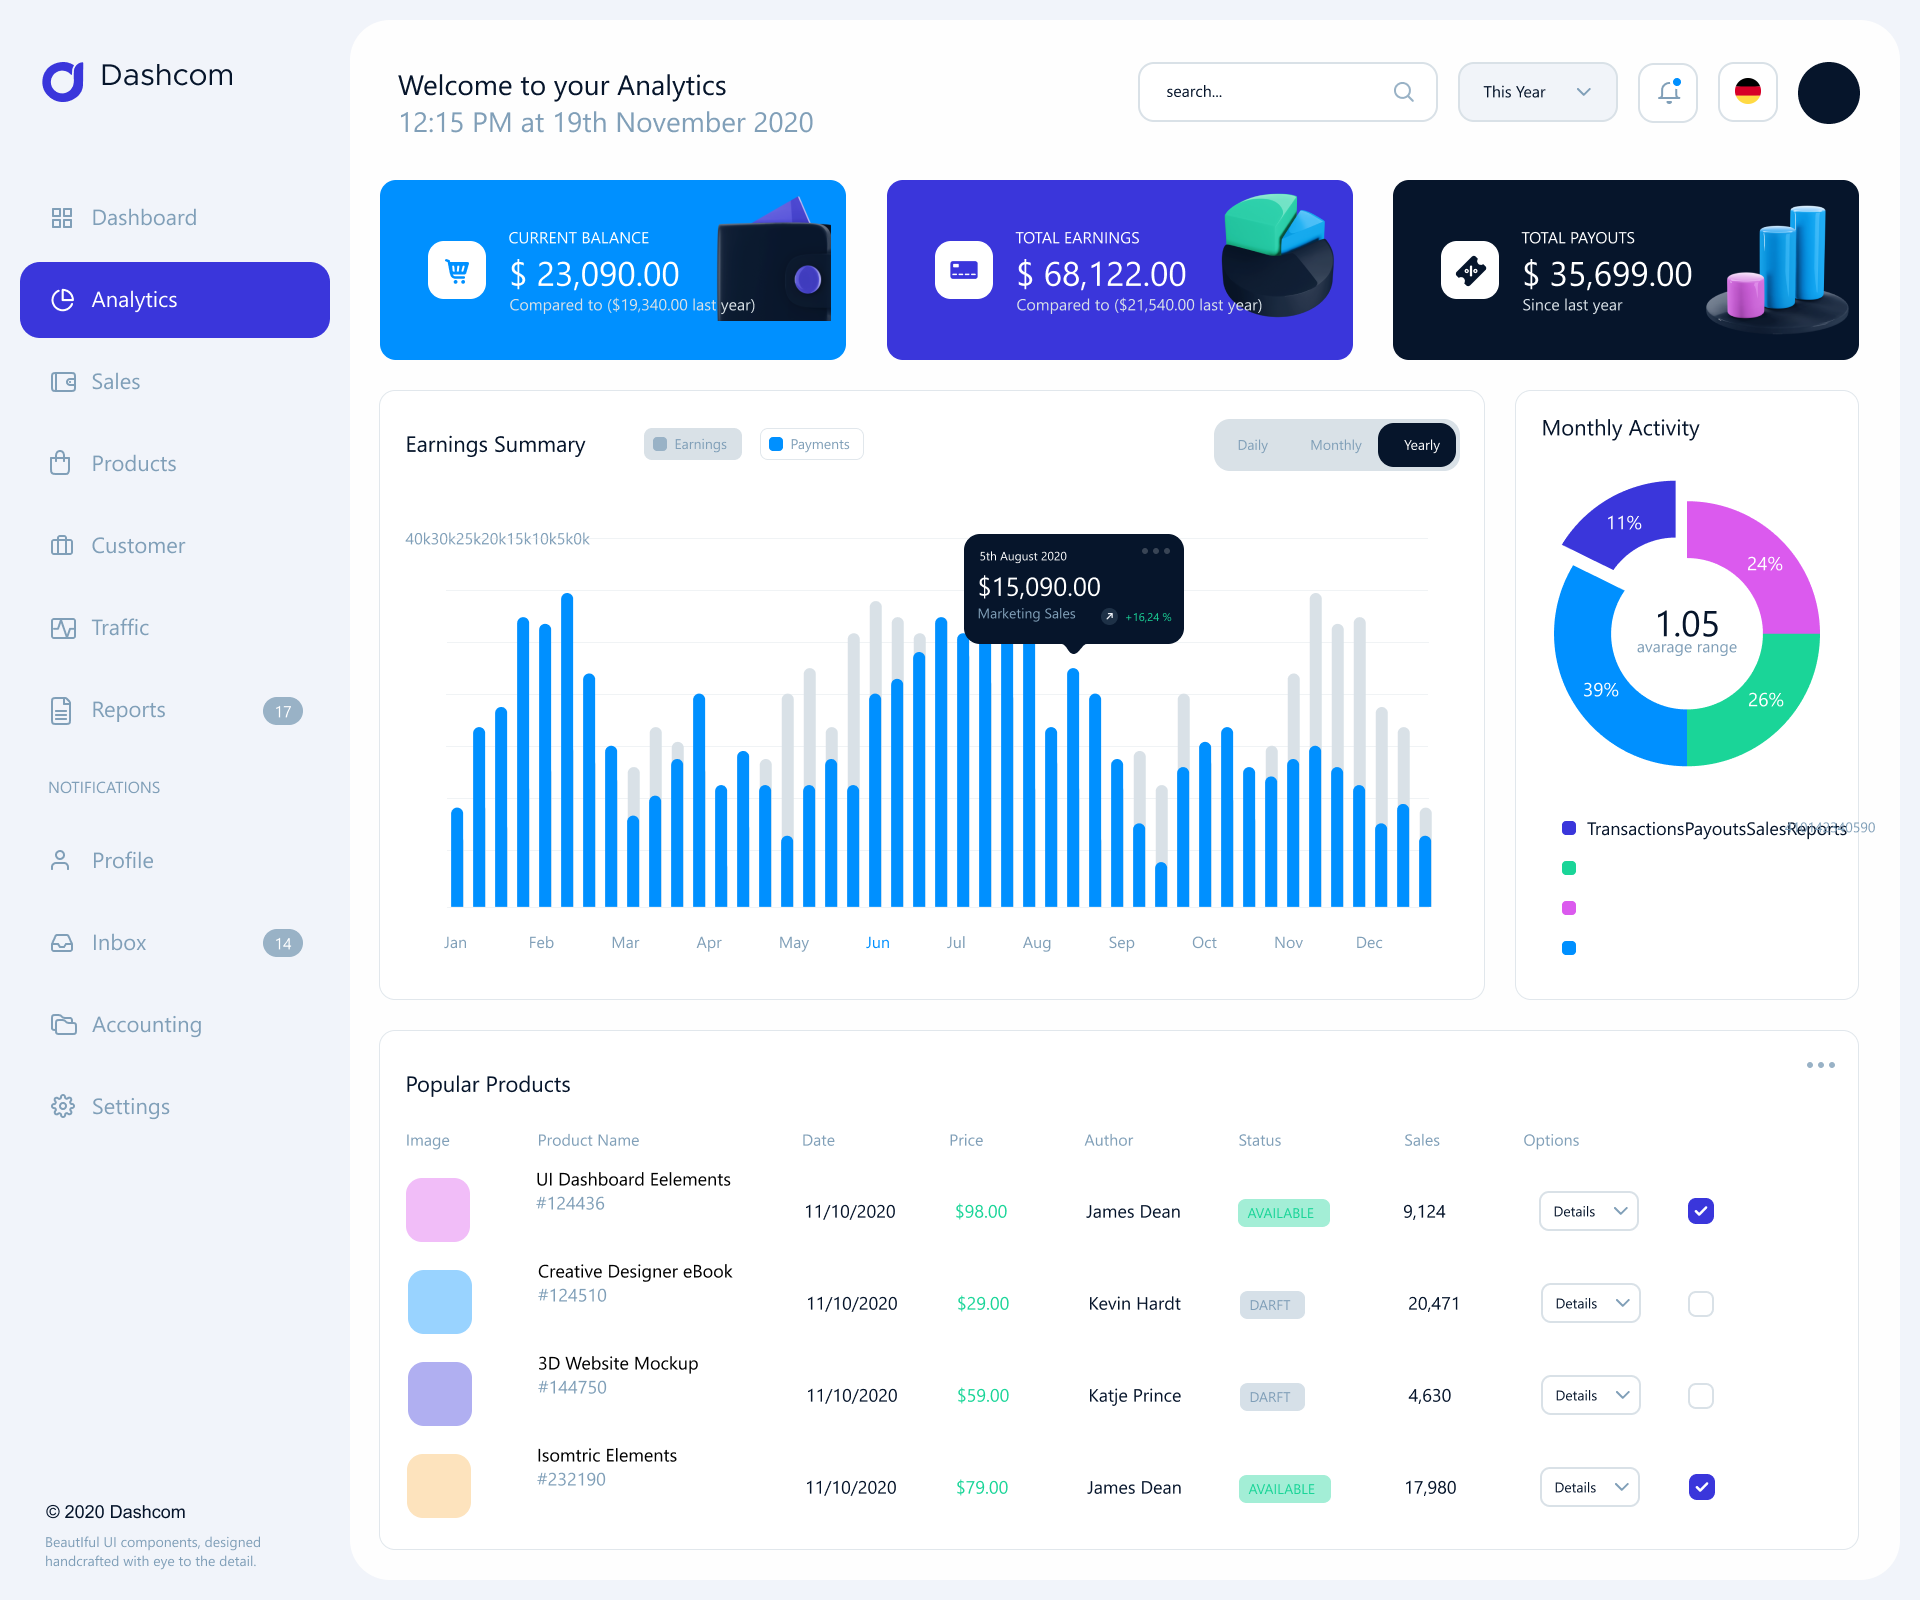 Dashcom
Dashboard
Analytics
Sales
Products
Customer
Traffic
Reports
17
NOTIFICATIONS
Profile
Inbox
14
Accounting
Settings
© 2020 Dashcom
BeautIful UI components, designed
handcrafted with eye to the detail.
Welcome to your Analytics
12:15 PM at 19th November 2020
search...
This Year
CURRENT BALANCE
$ 23,090.00
Compared to ($19,340.00 last year)
TOTAL EARNINGS
$ 68,122.00
Compared to ($21,540.00 last year)
TOTAL PAYOUTS
$ 35,699.00
Since last year
Earnings Summary
Earnings
Payments
Daily
Monthly
Yearly
40k30k25k20k15k10k5k0k
5th August 2020
$15,090.00
Marketing Sales
+16,24 %
Jan
Feb
Mar
Apr
May
Jun
Jul
Aug
Sep
Oct
Nov
Dec
Monthly Activity
11%
24%
1.05
avarage range
39%
26%
TransactionsPayoutsSalesReports
Popular Products
Image
Product Name
Date
Price
Author
Status
Sales
Options
UI Dashboard Eelements
#124436
11/10/2020
$98.00
James Dean
AVAILABLE
9,124
Details
Creative Designer eBook
#124510
11/10/2020
$29.00
Kevin Hardt
DARFT
20,471
Details
3D Website Mockup
#144750
11/10/2020
$59.00
Katje Prince
DARFT
4,630
Details
Isomtric Elements
#232190
11/10/2020
$79.00
James Dean
AVAILABLE
17,980
Details